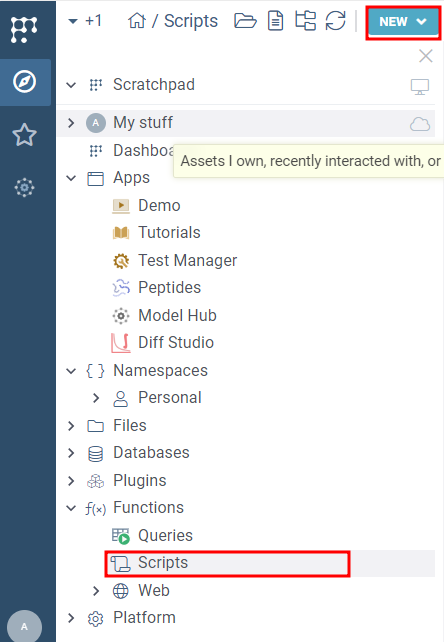 +1 / Scripts NEW
Scratchpad
A My stuff
Dashboa
Assets I own, recently interacted with, or
Apps
Demo
Tutorials
Test Manager
Peptides
Model Hub
Diff Studio
{ } Namespaces
Personal
Files
Databases
Plugins
f(x) Functions
Queries
Scripts
Web
Platform
A